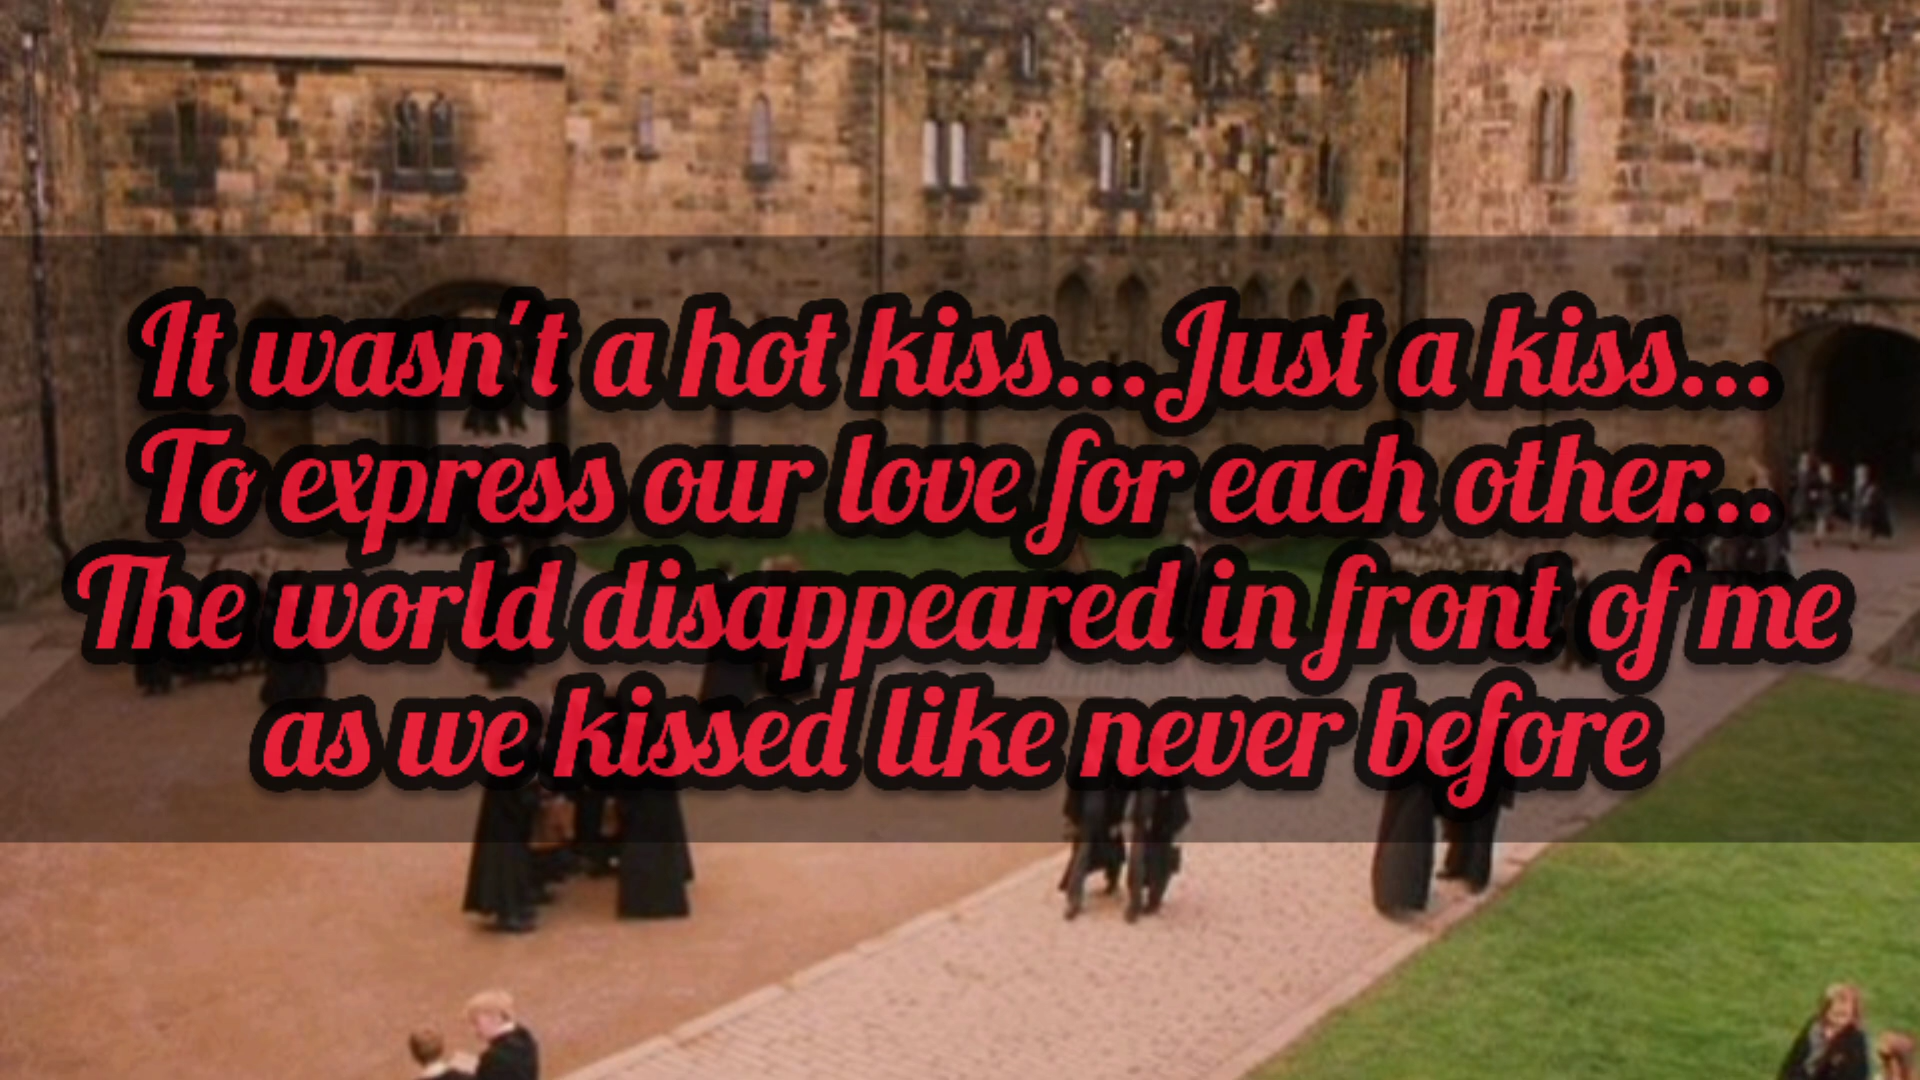 It wasn't a hot kiss...Just a kiss...
To express our love for each other...
The world disappeared in front of me
as we kissed like never before